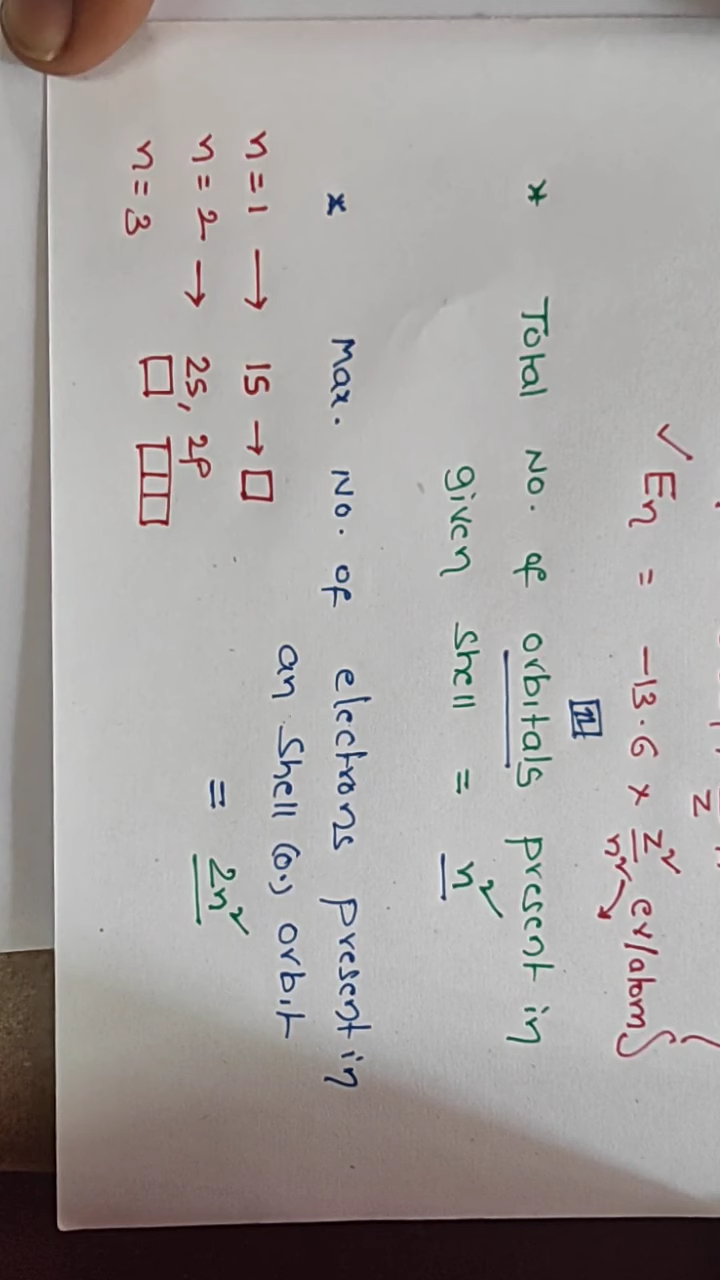 Z
✓ En = -13.6 × Z²/n² ev/atom }
n
* Total No. of orbitals present in
given shell = n²
* Max. No. of electrons present in
an shell (or) orbit
= 2n²
n = 1 → 1s → □
n = 2 → 2s, 2p
n = 3 □ □□□